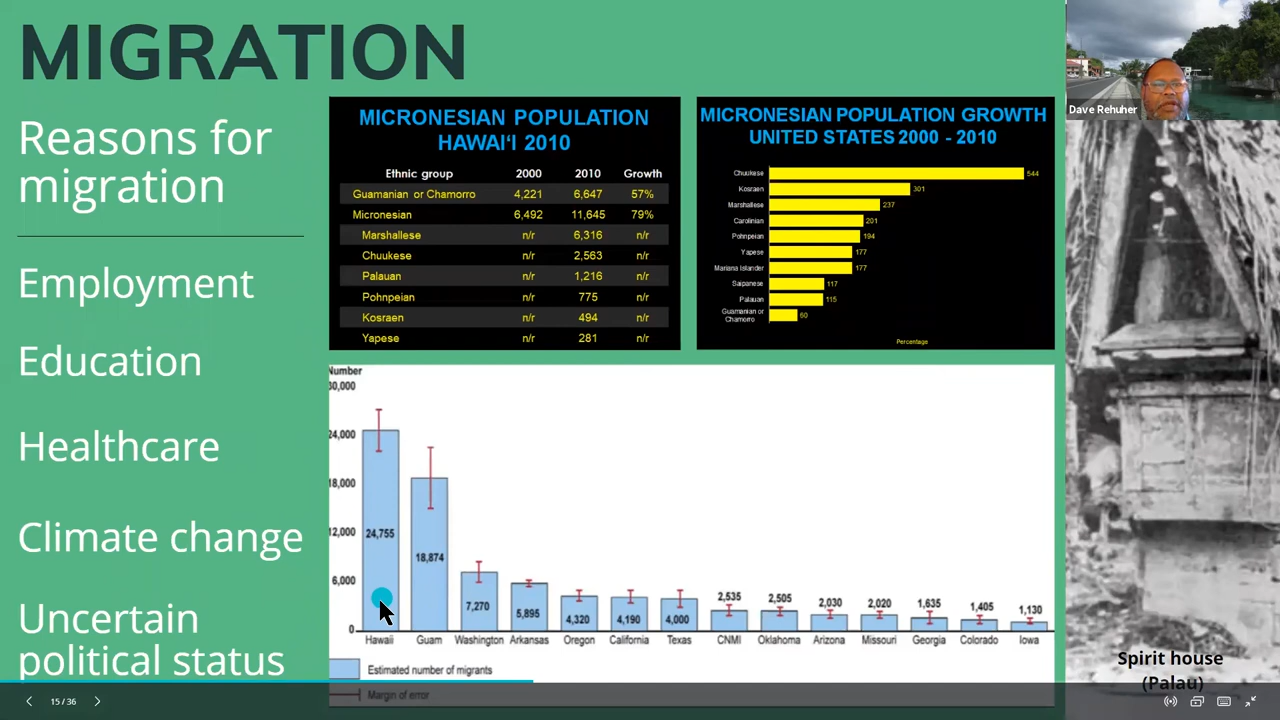 MIGRATION
Reasons for
migration
Employment
Education
Healthcare
Climate change
Uncertain
political status
MICRONESIAN POPULATION
HAWAIʻI 2010
Ethnic group 2000 2010 Growth
Guamanian or Chamorro 4,221 6,647 57%
Micronesian 6,492 11,645 79%
Marshallese n/r 6,316 n/r
Chuukese n/r 2,563 n/r
Palauan n/r 1,216 n/r
Pohnpeian n/r 775 n/r
Kosraen n/r 494 n/r
Yapese n/r 281 n/r
MICRONESIAN POPULATION GROWTH
UNITED STATES 2000 - 2010
Chuukese 544
Kosraen 301
Marshallese 237
Carolinian 201
Pohnpeian 194
Yapese 177
Mariana Islander 177
Saipanese 117
Palauan 115
Guamanian or
Chamorro 60
Percentage
Number
30,000
24,000
18,000
12,000
6,000
0
24,755
18,874
7,270
5,895
4,320
4,190
4,000
2,535
2,505
2,030
2,020
1,635
1,405
1,130
Hawaii Guam Washington Arkansas Oregon California Texas CNMI Oklahoma Arizona Missouri Georgia Colorado Iowa
Estimated number of migrants
Margin of error
Dave Rehuher
Spirit house
(Palau)
15 / 36